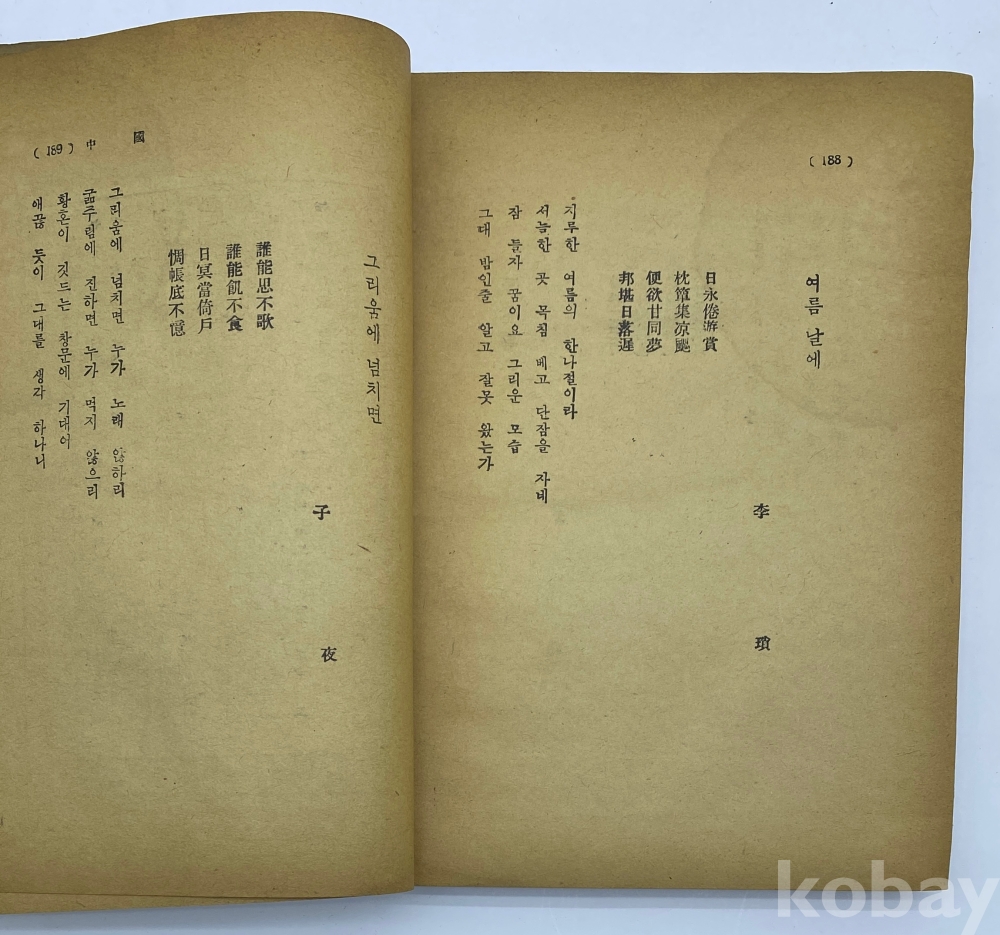 ( 188 )
여름 날에
李 瑣
日永倦遊賞
枕簟集凉颸
便欲甘同夢
邦堪日落遲
지루한 여름의 한나절이라
서늘한 곳 목침 베고 단잠을 자네
잠 들자 꿈이요 그리운 모습
그대 밤인줄 알고 잘못 왔는가
( 189 ) 中 國
그리움에 넘치면
子 夜
誰能思不歌
誰能飢不食
日冥當倚戶
惆悵底不憶
그리움에 넘치면 누가 노래 않하리
굶주림에 진하면 누가 먹지 않으리
황혼이 깃드는 창문에 기대어
애끊 듯이 그대를 생각 하나니
kobay